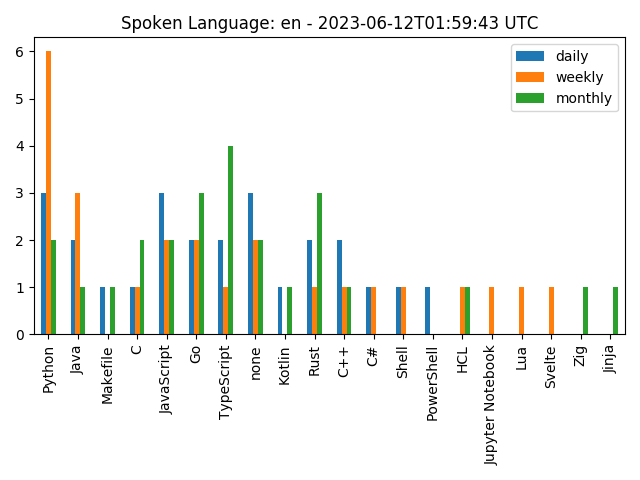 Spoken Language: en - 2023-06-12T01:59:43 UTC
daily
weekly
monthly
6
5
4
3
2
1
0
Python
Java
Makefile
C
JavaScript
Go
TypeScript
none
Kotlin
Rust
C++
C#
Shell
PowerShell
HCL
Jupyter Notebook
Lua
Svelte
Zig
Jinja